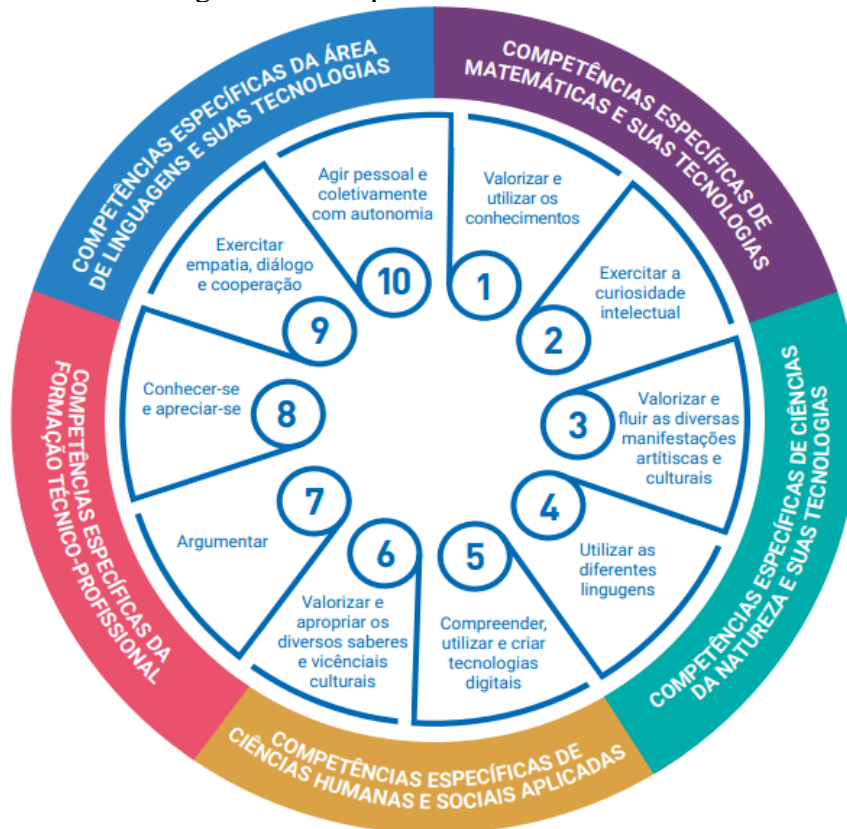 COMPETÊNCIAS ESPECÍFICAS DA ÁREA
DE LINGUAGENS E SUAS TECNOLOGIAS
COMPETÊNCIAS ESPECÍFICAS DE
MATEMÁTICAS E SUAS TECNOLOGIAS
COMPETÊNCIAS ESPECÍFICAS DE CIÊNCIAS
DA NATUREZA E SUAS TECNOLOGIAS
COMPETÊNCIAS ESPECÍFICAS DE
CIÊNCIAS HUMANAS E SOCIAIS APLICADAS
COMPETÊNCIAS ESPECÍFICAS DA
FORMAÇÃO TÉCNICO-PROFISSIONAL
Valorizar e
utilizar os
conhecimentos
1
Exercitar a
curiosidade
intelectual
2
Valorizar e
fluir as diversas
manifestações
artítiscas e
culturais
3
Utilizar as
diferentes
lingugens
4
Compreender,
utilizar e criar
tecnologias
digitais
5
Valorizar e
apropriar os
diversos saberes
e vicênciais
culturais
6
Argumentar
7
Conhecer-se
e apreciar-se
8
Exercitar
empatia, diálogo
e cooperação
9
Agir pessoal e
coletivamente
com autonomia
10